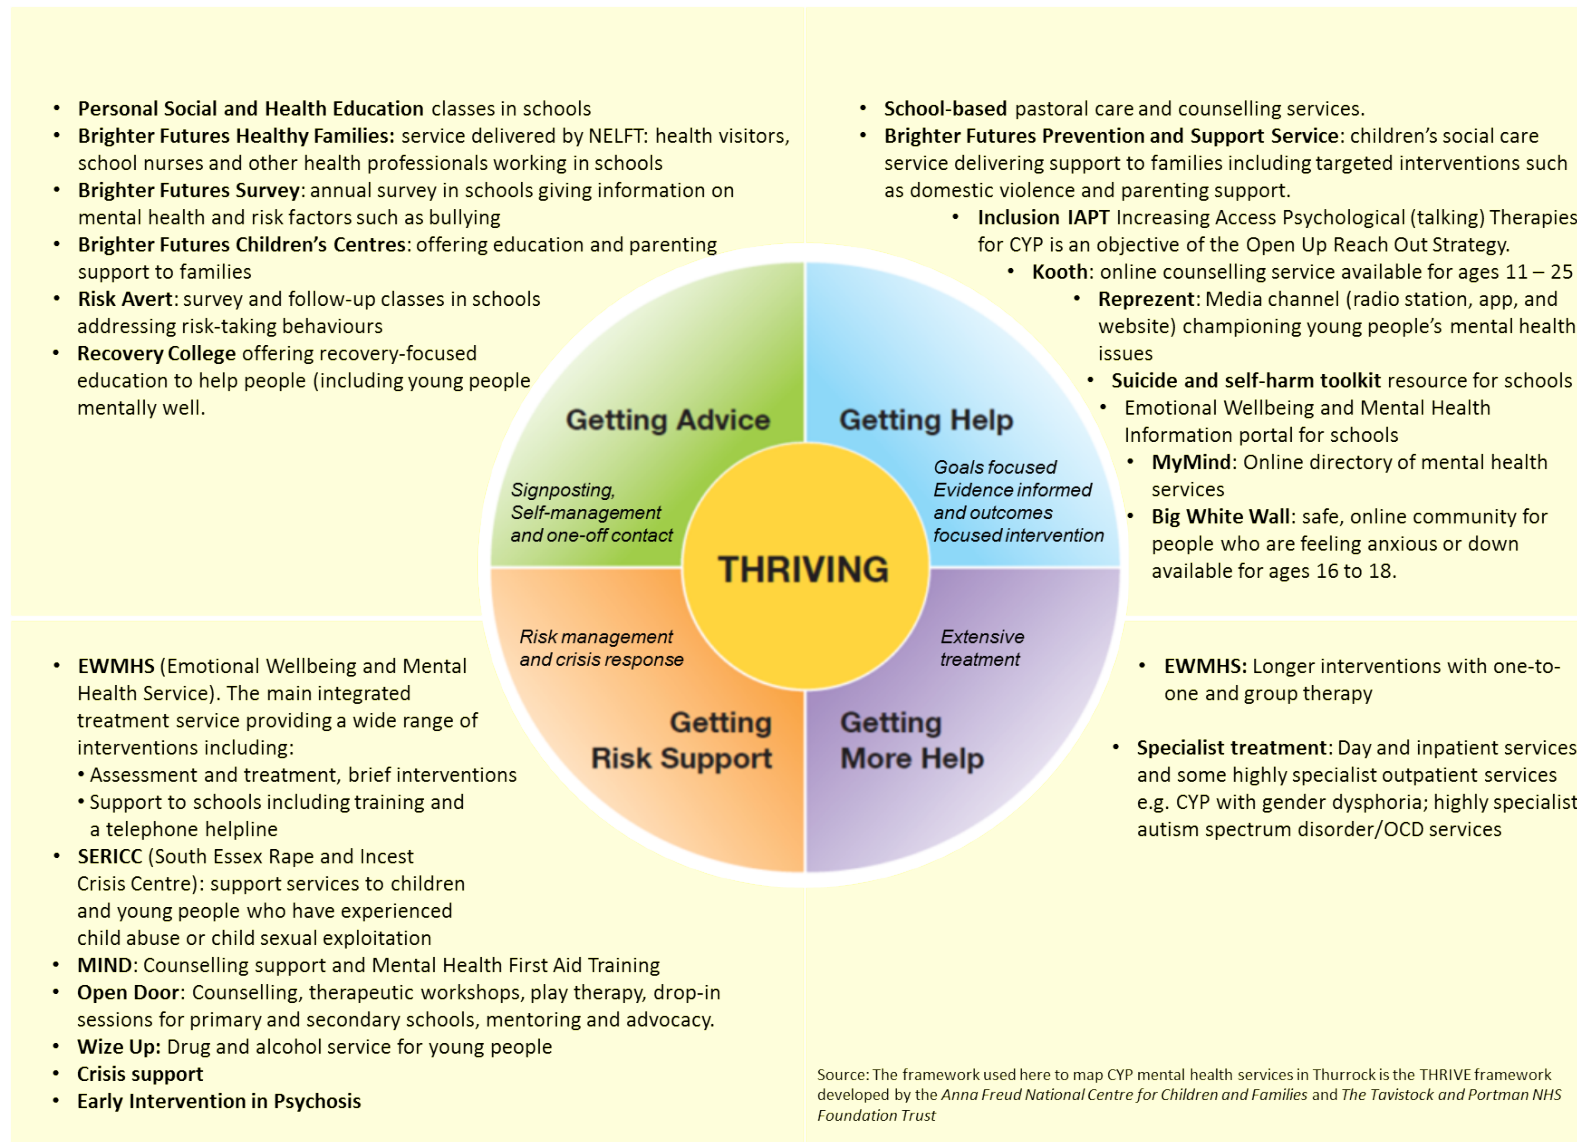 • Personal Social and Health Education classes in schools
• Brighter Futures Healthy Families: service delivered by NELFT: health visitors,
school nurses and other health professionals working in schools
• Brighter Futures Survey: annual survey in schools giving information on
mental health and risk factors such as bullying
• Brighter Futures Children’s Centres: offering education and parenting
support to families
• Risk Avert: survey and follow-up classes in schools
addressing risk-taking behaviours
• Recovery College offering recovery-focused
education to help people (including young people
mentally well.
• School-based pastoral care and counselling services.
• Brighter Futures Prevention and Support Service: children’s social care
service delivering support to families including targeted interventions such
as domestic violence and parenting support.
• Inclusion IAPT Increasing Access Psychological (talking) Therapies
for CYP is an objective of the Open Up Reach Out Strategy.
• Kooth: online counselling service available for ages 11 – 25
• Reprezent: Media channel (radio station, app, and
website) championing young people’s mental health
issues
• Suicide and self-harm toolkit resource for schools
• Emotional Wellbeing and Mental Health
Information portal for schools
• MyMind: Online directory of mental health
services
• Big White Wall: safe, online community for
people who are feeling anxious or down
available for ages 16 to 18.
Getting Advice
Signposting,
Self-management
and one-off contact
Getting Help
Goals focused
Evidence informed
and outcomes
focused intervention
THRIVING
Risk management
and crisis response
Getting
Risk Support
Extensive
treatment
Getting
More Help
• EWMHS (Emotional Wellbeing and Mental
Health Service). The main integrated
treatment service providing a wide range of
interventions including:
• Assessment and treatment, brief interventions
• Support to schools including training and
a telephone helpline
• SERICC (South Essex Rape and Incest
Crisis Centre): support services to children
and young people who have experienced
child abuse or child sexual exploitation
• MIND: Counselling support and Mental Health First Aid Training
• Open Door: Counselling, therapeutic workshops, play therapy, drop-in
sessions for primary and secondary schools, mentoring and advocacy.
• Wize Up: Drug and alcohol service for young people
• Crisis support
• Early Intervention in Psychosis
• EWMHS: Longer interventions with one-to-
one and group therapy
• Specialist treatment: Day and inpatient services
and some highly specialist outpatient services
e.g. CYP with gender dysphoria; highly specialist
autism spectrum disorder/OCD services
Source: The framework used here to map CYP mental health services in Thurrock is the THRIVE framework
developed by the Anna Freud National Centre for Children and Families and The Tavistock and Portman NHS
Foundation Trust